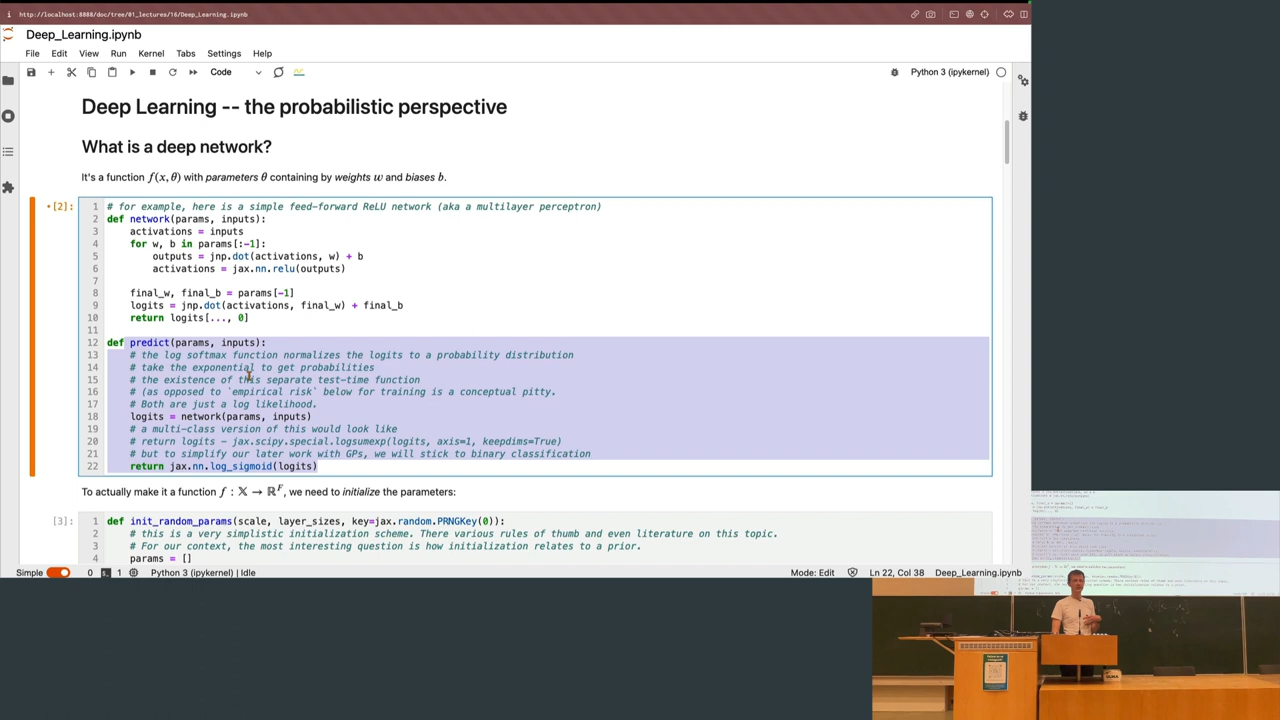 http://localhost:8888/doc/tree/01_lectures/16/Deep_Learning.ipynb
Deep_Learning.ipynb
File Edit View Run Kernel Tabs Settings Help
Code Python 3 (ipykernel)
Deep Learning -- the probabilistic perspective
What is a deep network?
It's a function f(x, θ) with parameters θ containing by weights w and biases b.
[2]:
1 # for example, here is a simple feed-forward ReLU network (aka a multilayer perceptron)
2 def network(params, inputs):
3 activations = inputs
4 for w, b in params[:-1]:
5 outputs = jnp.dot(activations, w) + b
6 activations = jax.nn.relu(outputs)
7
8 final_w, final_b = params[-1]
9 logits = jnp.dot(activations, final_w) + final_b
10 return logits[..., 0]
11
12 def predict(params, inputs):
13 # the log softmax function normalizes the logits to a probability distribution
14 # take the exponential to get probabilities
15 # the existence of this separate test-time function
16 # (as opposed to `empirical risk` below for training is a conceptual pitty.
17 # Both are just a log likelihood.
18 logits = network(params, inputs)
19 # a multi-class version of this would look like
20 # return logits - jax.scipy.special.logsumexp(logits, axis=1, keepdims=True)
21 # but to simplify our later work with GPs, we will stick to binary classification
22 return jax.nn.log_sigmoid(logits)
To actually make it a function f : 𝕏 → ℝ^F, we need to initialize the parameters:
[3]:
1 def init_random_params(scale, layer_sizes, key=jax.random.PRNGKey(0)):
2 # this is a very simplistic initialization scheme. There various rules of thumb and even literature on this topic.
3 # For our context, the most interesting question is how initialization relates to a prior.
4 params = []
Simple 0 1 Python 3 (ipykernel) | Idle Mode: Edit Ln 22, Col 38 Deep_Learning.ipynb